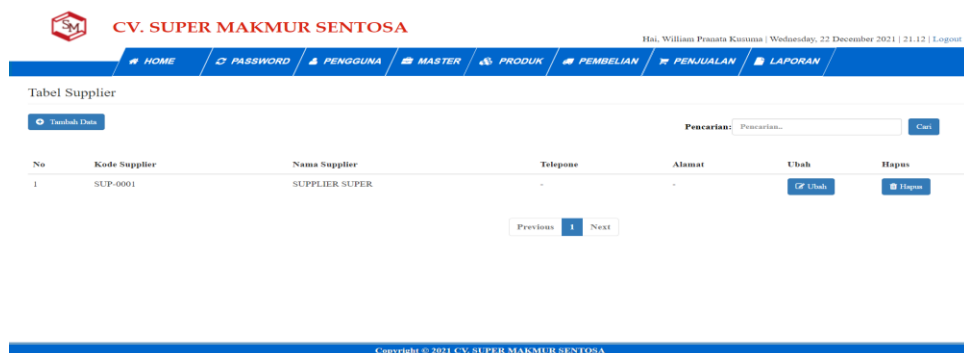 SM
CV. SUPER MAKMUR SENTOSA
Hai, William Pranata Kusuma | Wednesday, 22 December 2021 | 21.12 | Logout
HOME PASSWORD PENGGUNA MASTER PRODUK PEMBELIAN PENJUALAN LAPORAN
Tabel Supplier
Tambah Data Pencarian: Pencarian.. Cari
No Kode Supplier Nama Supplier Telepone Alamat Ubah Hapus
1 SUP-0001 SUPPLIER SUPER - - Ubah Hapus
Previous 1 Next
Copyright © 2021 CV. SUPER MAKMUR SENTOSA